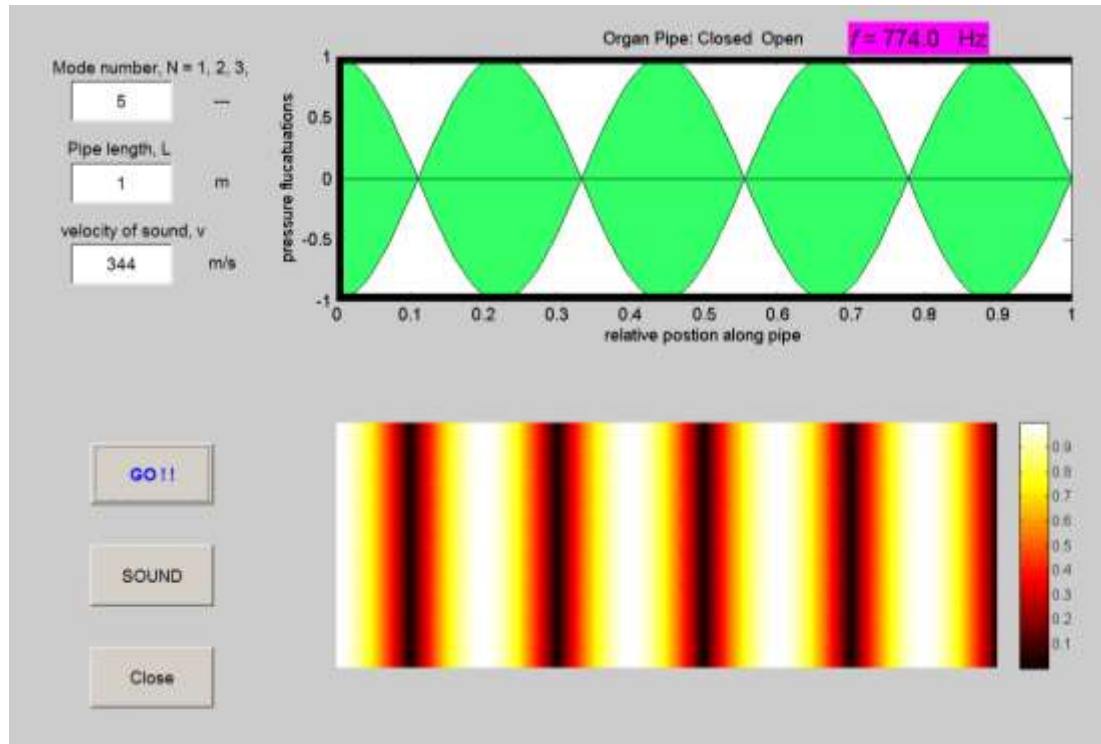 Organ Pipe: Closed Open
f = 774.0 Hz
Mode number, N = 1, 2, 3,
5
---
Pipe length, L
1
m
velocity of sound, v
344
m/s
pressure flucatuations
1
0.5
0
-0.5
-1
0 0.1 0.2 0.3 0.4 0.5 0.6 0.7 0.8 0.9 1
relative postion along pipe
GO !!
SOUND
Close
0.9
0.8
0.7
0.6
0.5
0.4
0.3
0.2
0.1